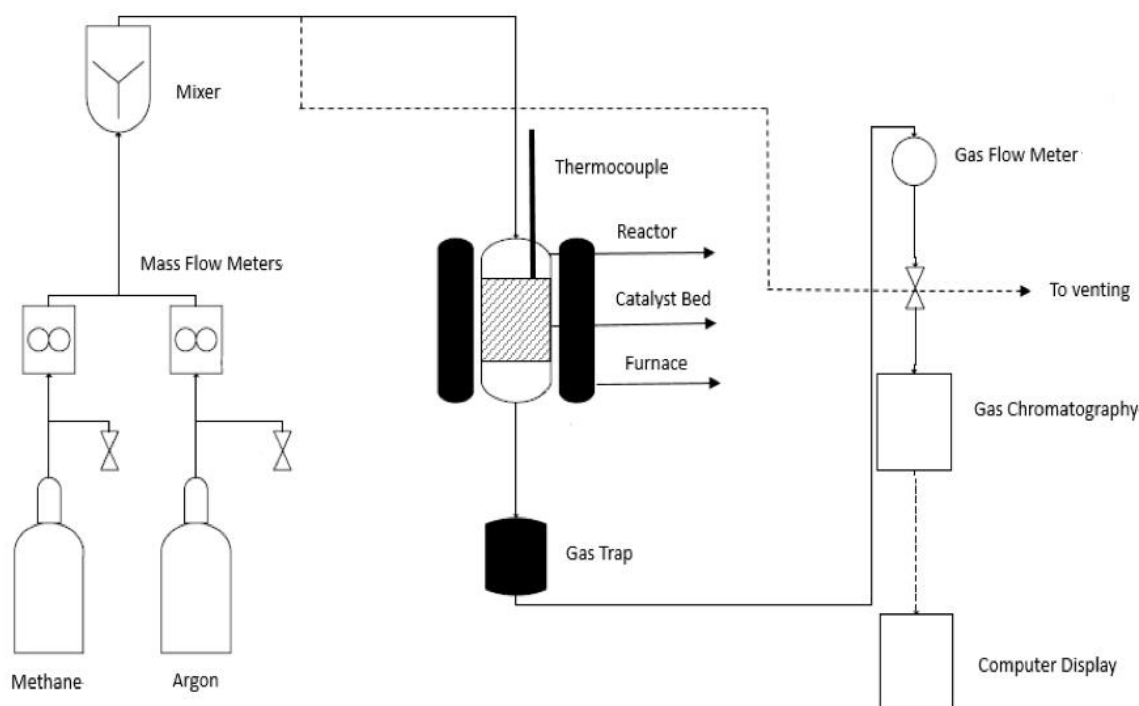 Mixer
Thermocouple
Gas Flow Meter
Reactor
Mass Flow Meters
To venting
Catalyst Bed
Furnace
Gas Chromatography
Gas Trap
Computer Display
Methane
Argon